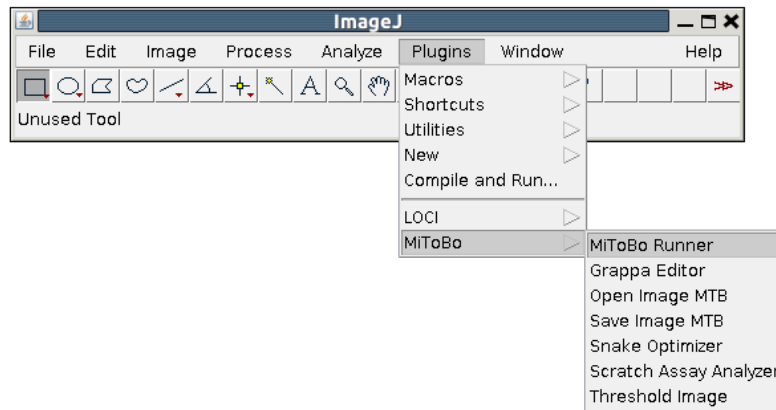 ImageJ
File Edit Image Process Analyze Plugins Window Help
A
Unused Tool
Macros
Shortcuts
Utilities
New
Compile and Run...
LOCI
MiToBo
MiToBo Runner
Grappa Editor
Open Image MTB
Save Image MTB
Snake Optimizer
Scratch Assay Analyzer
Threshold Image